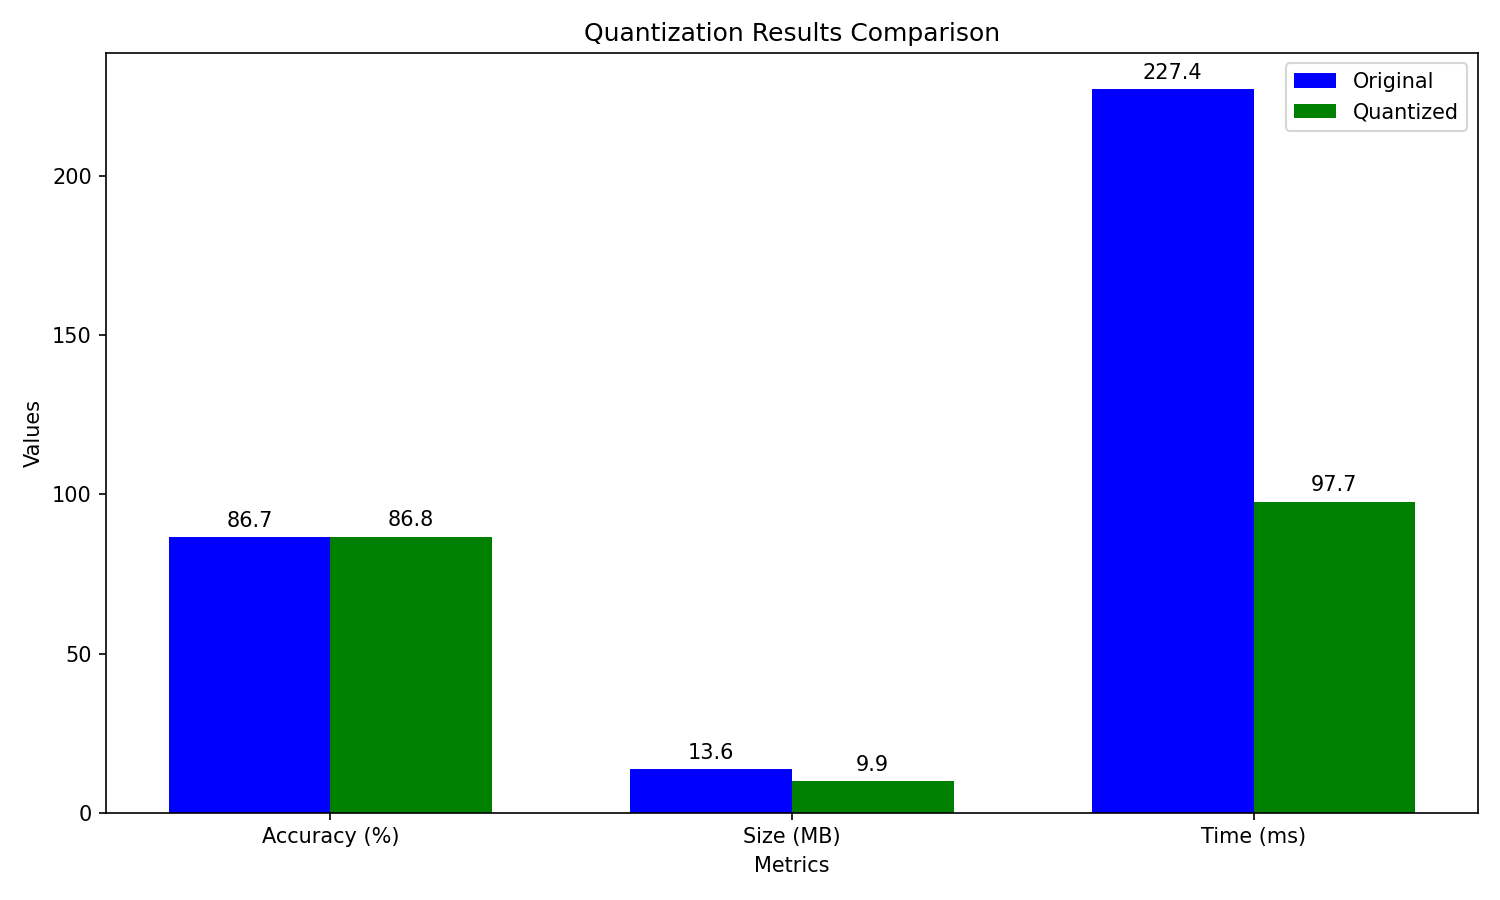 Quantization Results Comparison
227.4
Original
Quantized
200
150
Values
100
97.7
86.7
86.8
50
13.6
9.9
0
Accuracy (%)
Size (MB)
Time (ms)
Metrics